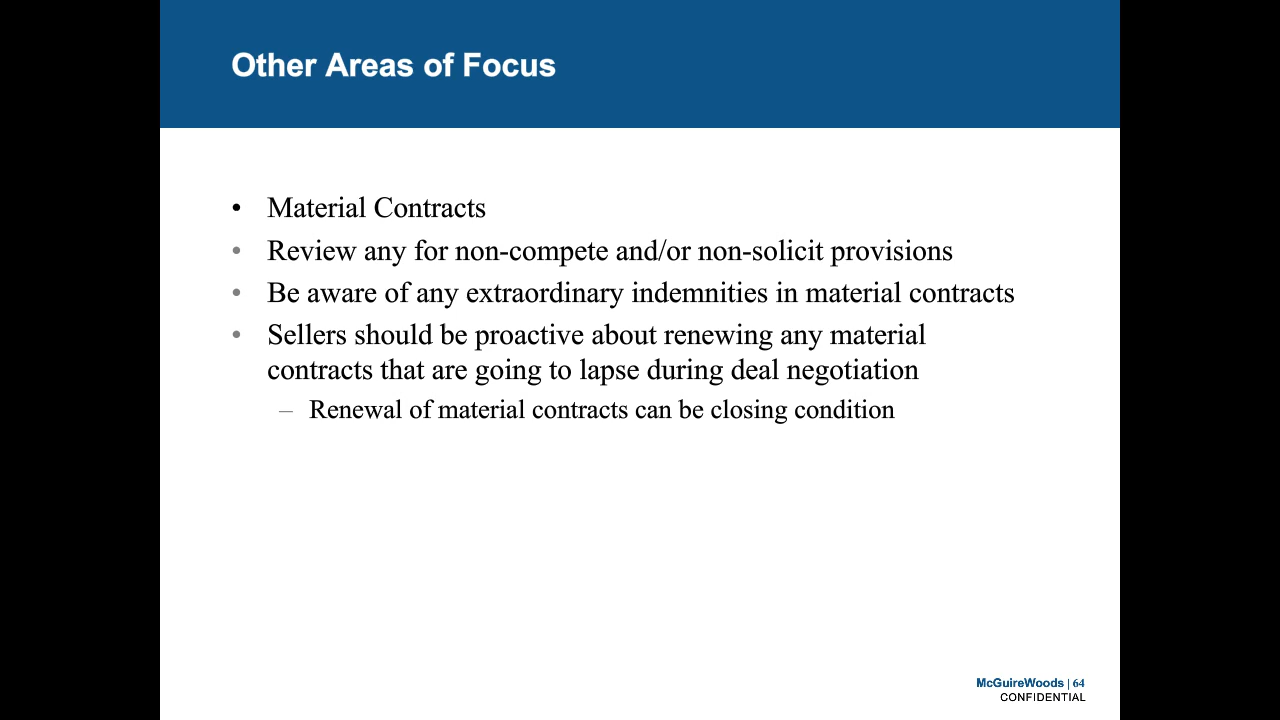 Other Areas of Focus
• Material Contracts
• Review any for non-compete and/or non-solicit provisions
• Be aware of any extraordinary indemnities in material contracts
• Sellers should be proactive about renewing any material
contracts that are going to lapse during deal negotiation
– Renewal of material contracts can be closing condition
McGuireWoods | 64
CONFIDENTIAL